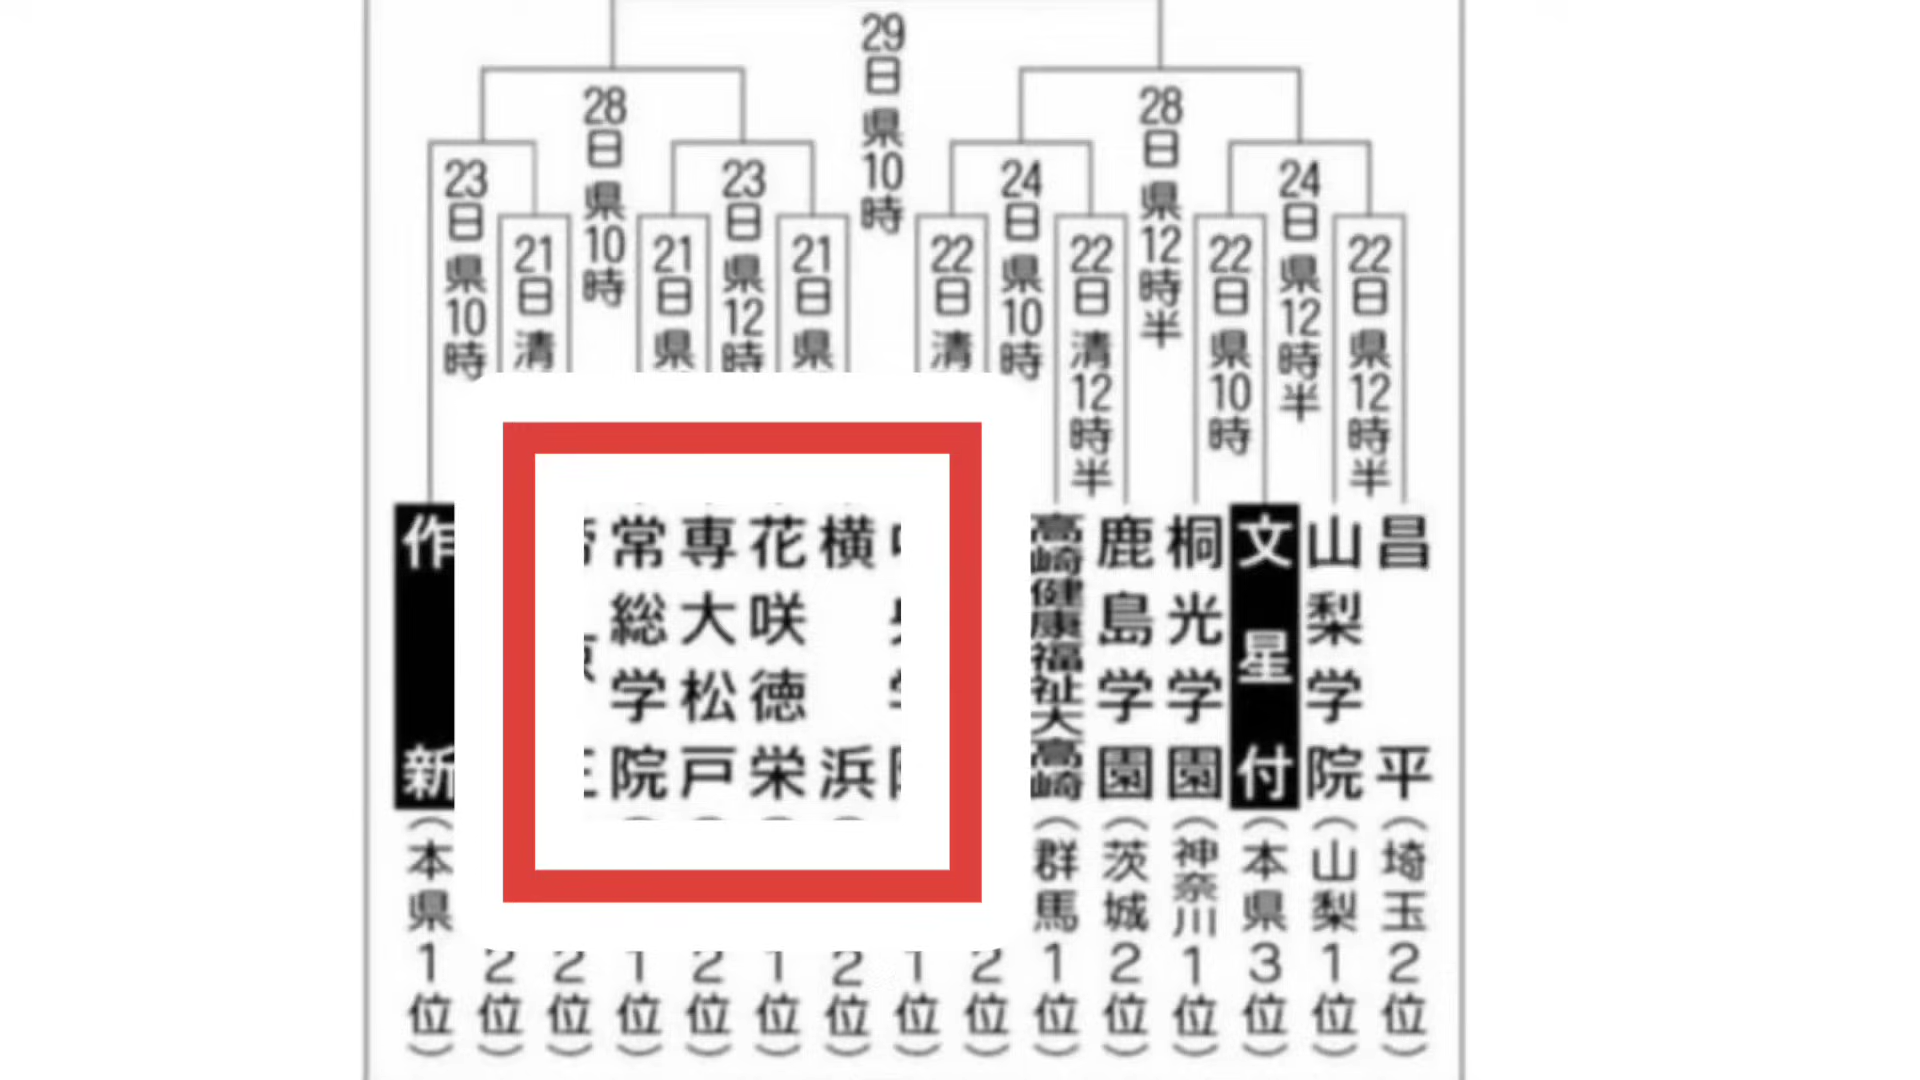 29日県10時
28日県10時
28日県12時半
23日県10時
23日県12時
24日県10時
24日県12時半
21日清
21日県
21日県
22日清
22日清12時半
22日県10時
22日県12時半
作新(本県1位)
2位)
2位)
常総学院(
1位)
専大松戸(
2位)
花咲徳栄(
1位)
横浜(
2位)
1位)
2位)
高崎健康福祉大高崎(群馬1位)
鹿島学園(茨城2位)
桐光学園(神奈川1位)
文星付(本県3位)
山梨学院(山梨1位)
昌平(埼玉2位)